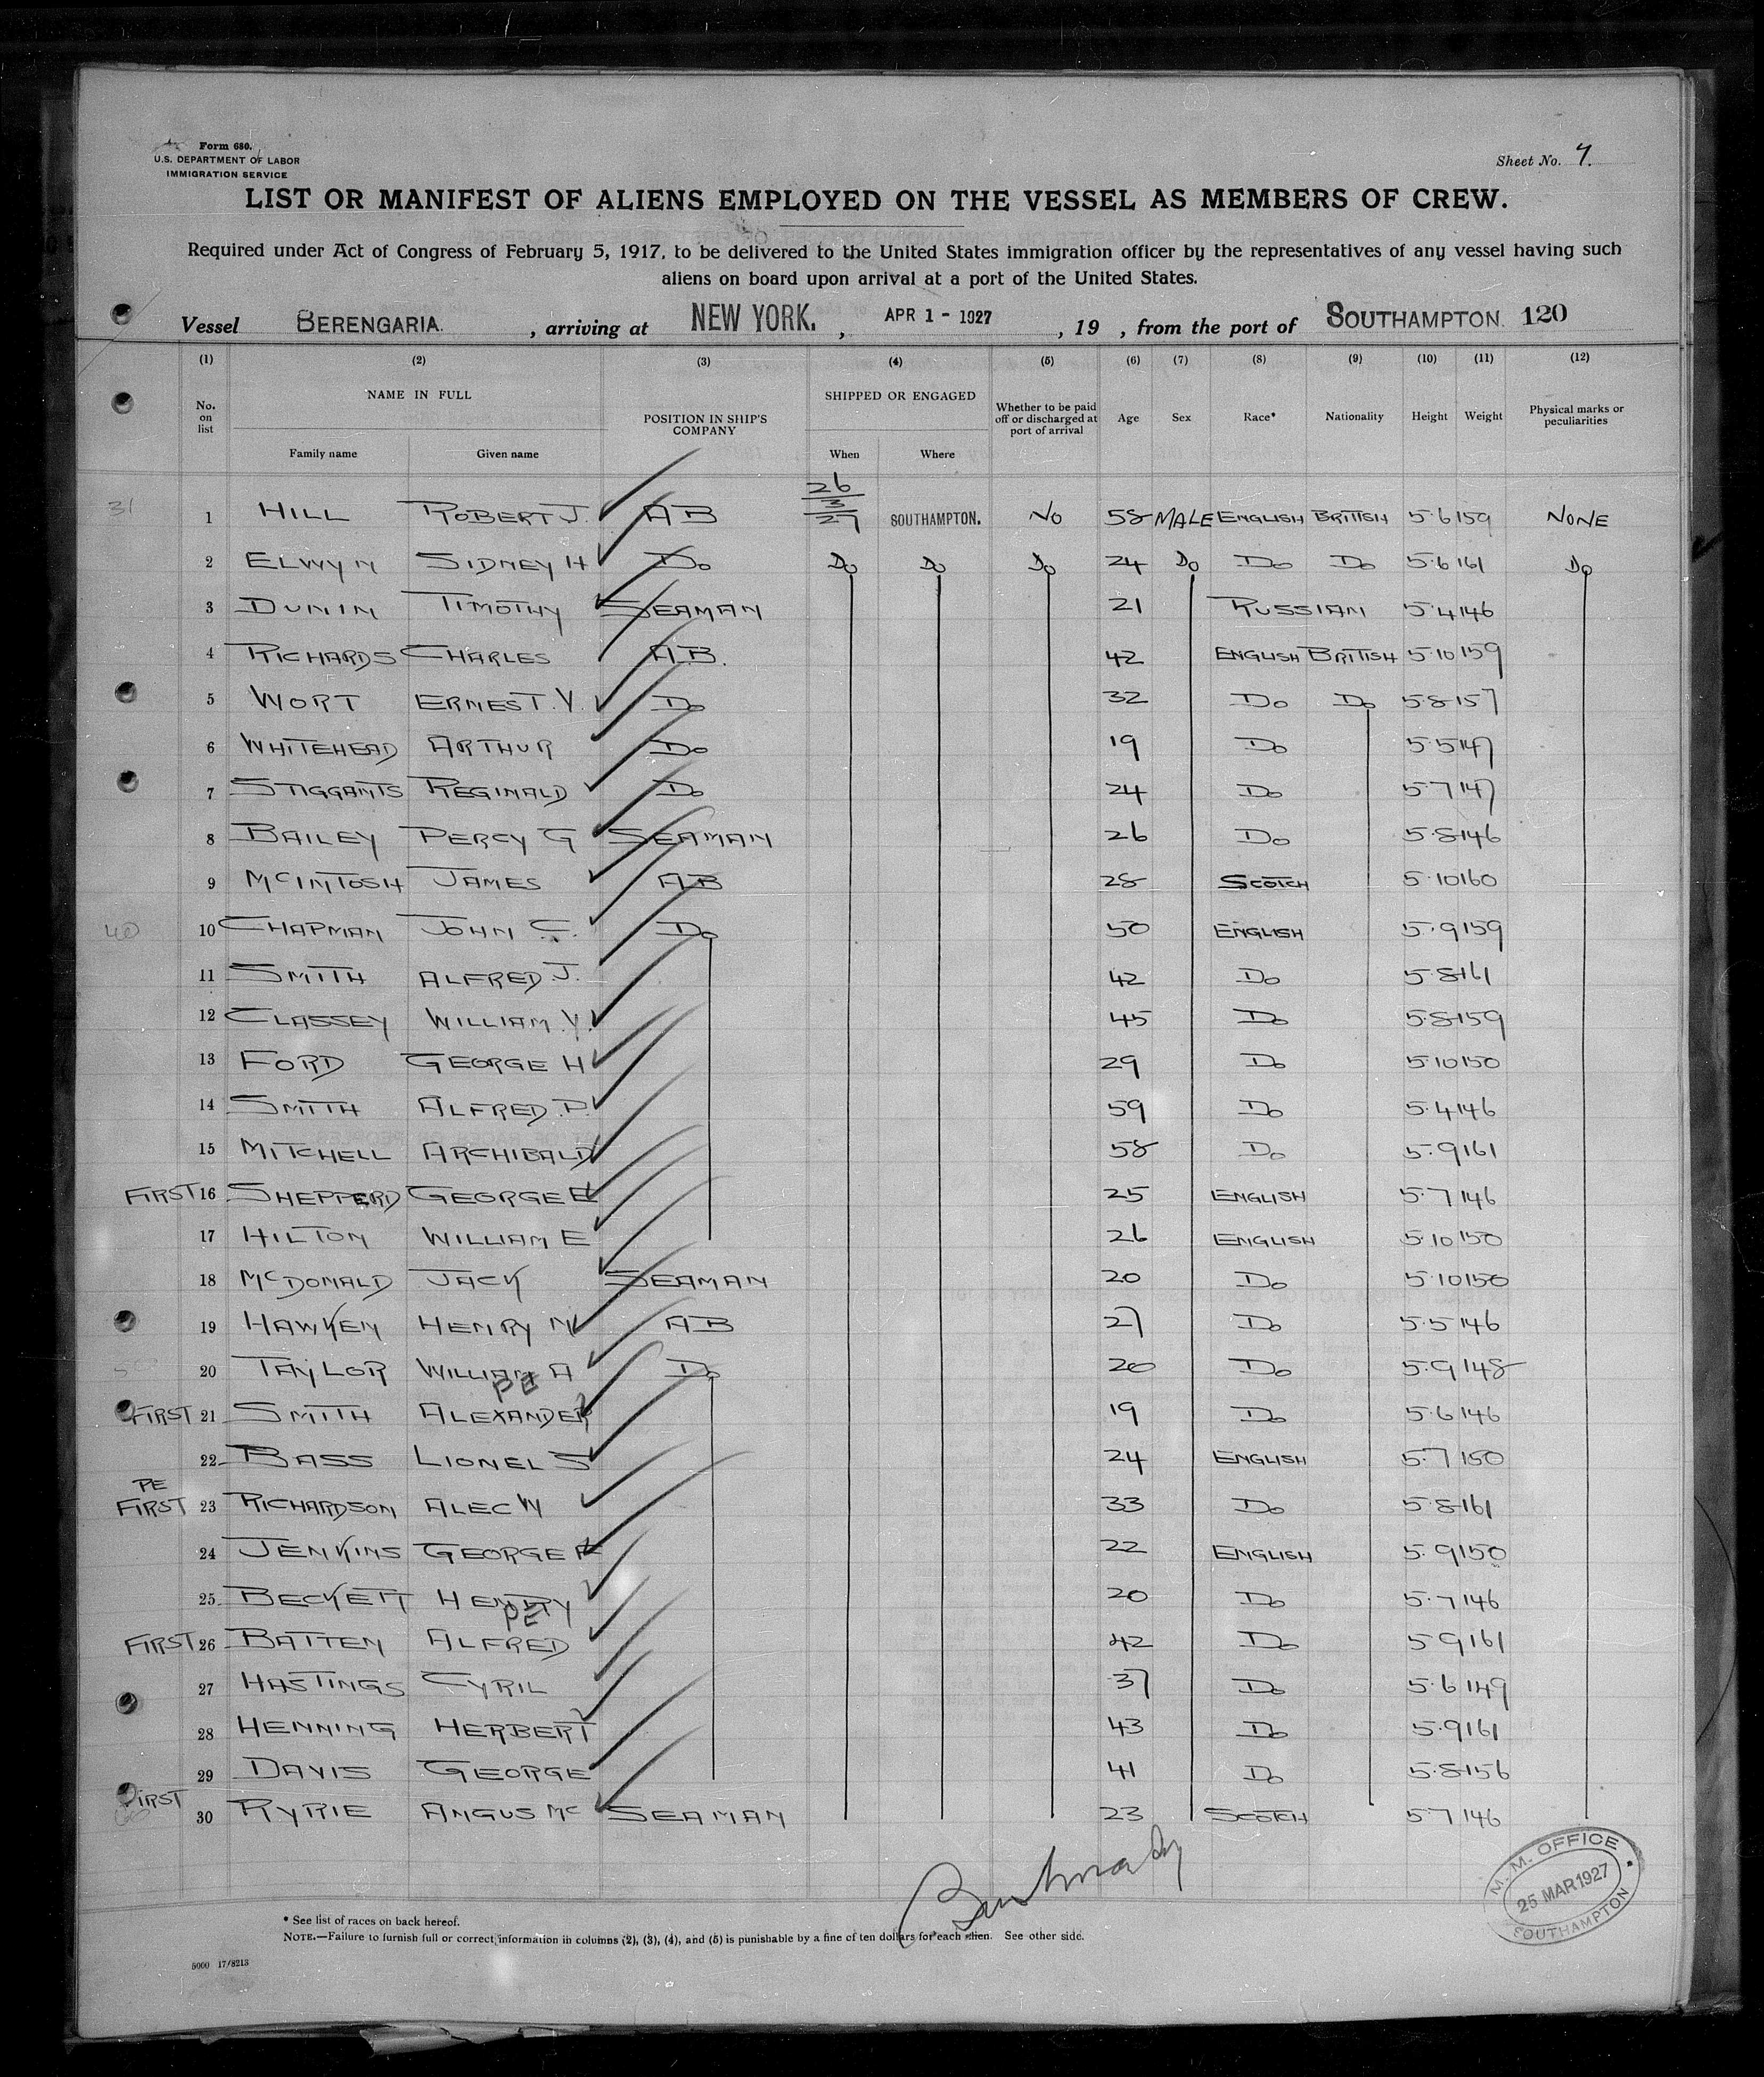 Form 680.
U.S. DEPARTMENT OF LABOR
IMMIGRATION SERVICE
Sheet No. 7.
LIST OR MANIFEST OF ALIENS EMPLOYED ON THE VESSEL AS MEMBERS OF CREW.
Required under Act of Congress of February 5, 1917, to be delivered to the United States immigration officer by the representatives of any vessel having such
aliens on board upon arrival at a port of the United States.
Vessel BERENGARIA. , arriving at NEW YORK. , APR 1 - 1927 , 19 , from the port of SOUTHAMPTON. 120
(1) (2) (3) (4) (5) (6) (7) (8) (9) (10) (11) (12)
No. on list NAME IN FULL Family name Given name POSITION IN SHIP'S COMPANY SHIPPED OR ENGAGED When Where Whether to be paid off or discharged at port of arrival Age Sex Race* Nationality Height Weight Physical marks or peculiarities
31 1 HILL ROBERT J. AB 26/3/27 SOUTHAMPTON. NO 58 MALE ENGLISH BRITISH 5.6 159 NONE
2 ELWYN SIDNEY H Do Do Do Do 24 Do Do Do 5.6 161 Do
3 DUNIN TIMOTHY SEAMAN 21 RUSSIAN 5.4 146
4 RICHARDS CHARLES AB. 42 ENGLISH BRITISH 5.10 159
5 WORT ERNEST. V. Do 32 Do Do 5.8 157
6 WHITEHEAD ARTHUR Do 19 Do 5.5 147
7 STIGGANTS REGINALD Do 24 Do 5.7 147
8 BAILEY PERCY G SEAMAN 26 Do 5.8 146
9 McINTOSH JAMES AB 28 SCOTCH 5.10 160
40 10 CHAPMAN JOHN C. Do 50 ENGLISH 5.9 159
11 SMITH ALFRED. J. 42 Do 5.8 161
12 CLASSEY WILLIAM. V. 45 Do 5.8 159
13 FORD GEORGE H 29 Do 5.10 150
14 SMITH ALFRED. P. 59 Do 5.4 146
15 MITCHELL ARCHIBALD 58 Do 5.9 161
FIRST 16 SHEPPERD GEORGE E 25 ENGLISH 5.7 146
17 HILTON WILLIAM E 26 ENGLISH 5.10 150
18 McDONALD JACK SEAMAN 20 Do 5.10 150
19 HAWKEN HENRY M AB 27 Do 5.5 146
20 TAYLOR WILLIAM A Do 20 Do 5.9 148
PE
FIRST 21 SMITH ALEXANDER 19 Do 5.6 146
22 BASS LIONEL S 24 ENGLISH 5.7 150
PE
FIRST 23 RICHARDSON ALEC W 33 Do 5.8 161
24 JENKINS GEORGE F 22 ENGLISH 5.9 150
25 BECKETT HENRY 20 Do 5.7 146
PE
FIRST 26 BATTEN ALFRED 42 Do 5.9 161
27 HASTINGS CYRIL 37 Do 5.6 149
28 HENNING HERBERT 43 Do 5.9 161
29 DAVIS GEORGE 41 Do 5.8 156
FIRST 30 RYRIE ANGUS Mc SEAMAN 23 SCOTCH 5.7 146
M. M. OFFICE
25 MAR 1927
SOUTHAMPTON
* See list of races on back hereof.
NOTE.—Failure to furnish full or correct information in columns (2), (3), (4), and (5) is punishable by a fine of ten dollars for each alien. See other side.
5000 17/8213